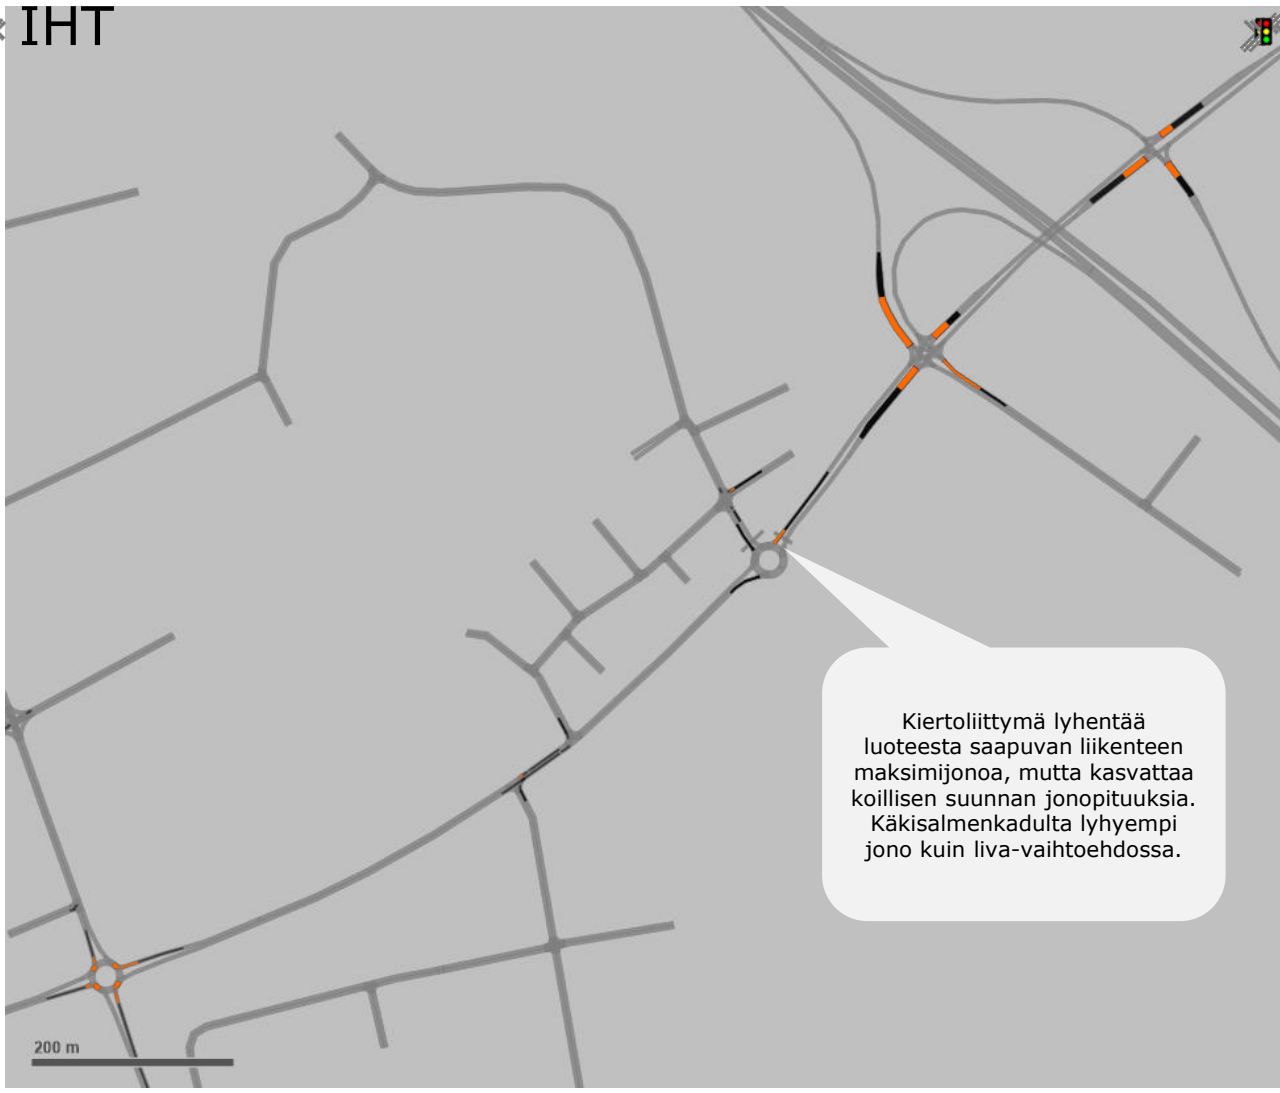 IHT
Kiertoliittymä lyhentää
luoteesta saapuvan liikenteen
maksimijonoa, mutta kasvattaa
koillisen suunnan jonopituuksia.
Käkisalmenkadulta lyhyempi
jono kuin liva-vaihtoehdossa.
200 m